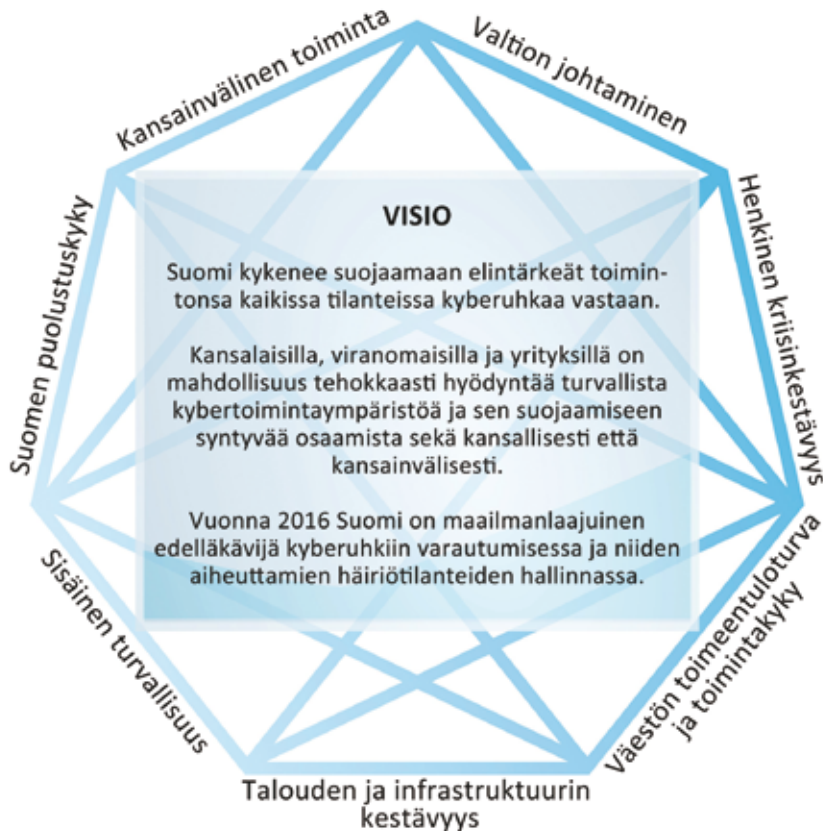 Kansainvälinen toiminta
Valtion johtaminen
Henkinen kriisinkestävyys
Väestön toimeentuloturva
ja toimintakyky
Talouden ja infrastruktuurin
kestävyys
Sisäinen turvallisuus
Suomen puolustuskyky
VISIO
Suomi kykenee suojaamaan elintärkeät toimin-
tonsa kaikissa tilanteissa kyberuhkaa vastaan.
Kansalaisilla, viranomaisilla ja yrityksillä on
mahdollisuus tehokkaasti hyödyntää turvallista
kybertoimintaympäristöä ja sen suojaamiseen
syntyvää osaamista sekä kansallisesti että
kansainvälisesti.
Vuonna 2016 Suomi on maailmanlaajuinen
edelläkävijä kyberuhkiin varautumisessa ja niiden
aiheuttamien häiriötilanteiden hallinnassa.